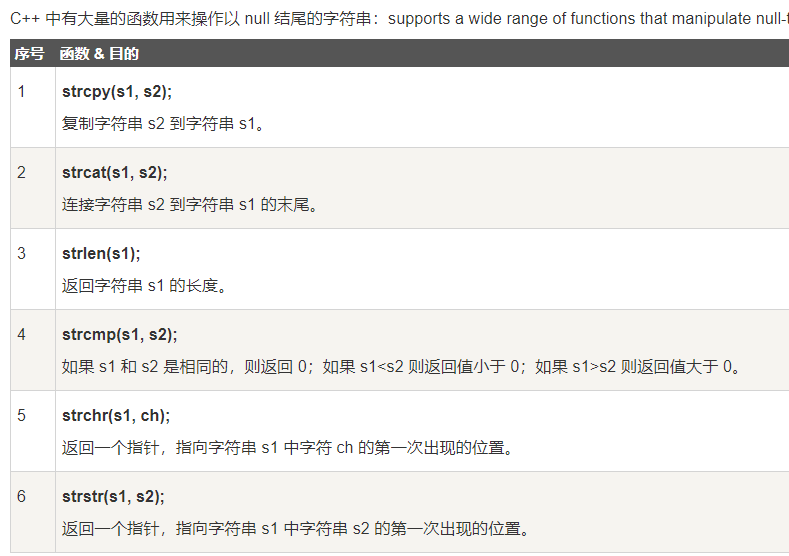 C++ 中有大量的函数用来操作以 null 结尾的字符串：supports a wide range of functions that manipulate null-
序号 函数 & 目的
1 strcpy(s1, s2);
复制字符串 s2 到字符串 s1。
2 strcat(s1, s2);
连接字符串 s2 到字符串 s1 的末尾。
3 strlen(s1);
返回字符串 s1 的长度。
4 strcmp(s1, s2);
如果 s1 和 s2 是相同的，则返回 0；如果 s1<s2 则返回值小于 0；如果 s1>s2 则返回值大于 0。
5 strchr(s1, ch);
返回一个指针，指向字符串 s1 中字符 ch 的第一次出现的位置。
6 strstr(s1, s2);
返回一个指针，指向字符串 s1 中字符串 s2 的第一次出现的位置。